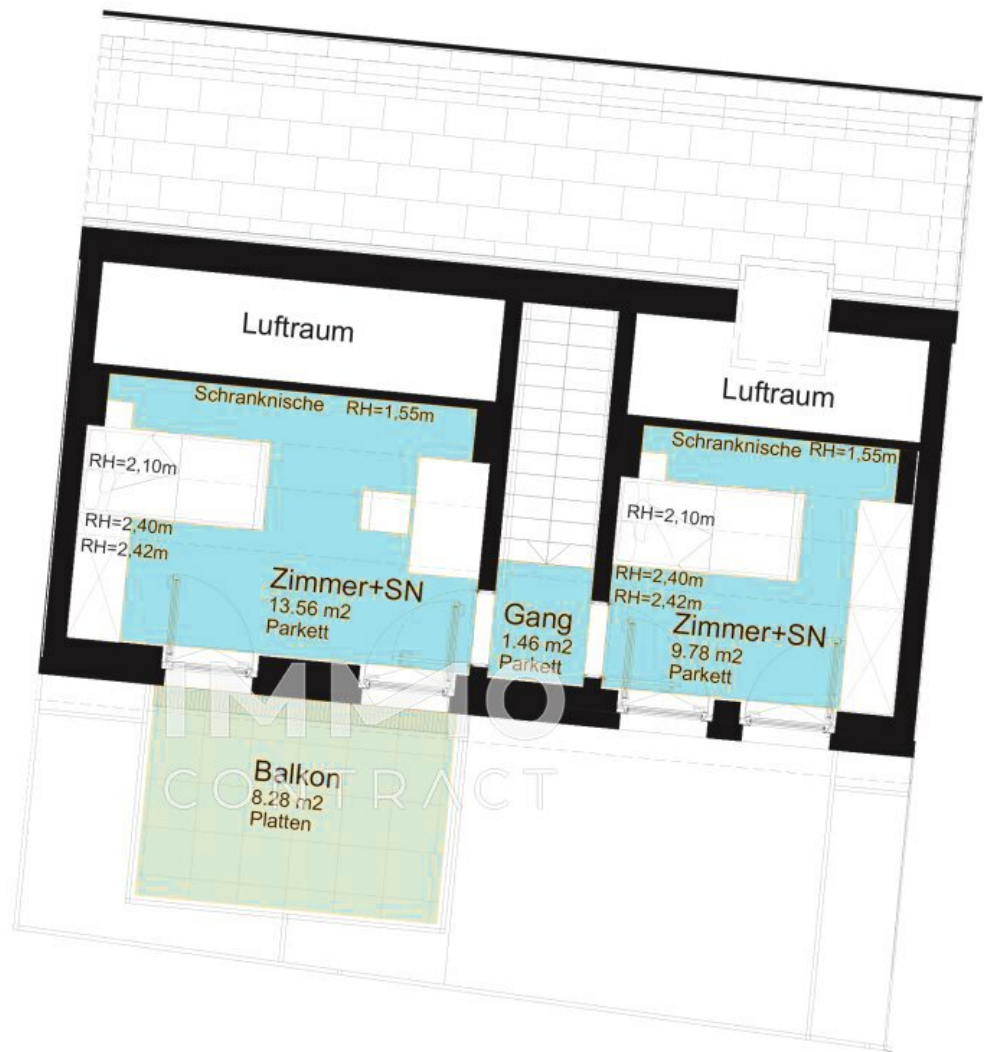 Luftraum
Luftraum
Schranknische RH=1,55m
Schranknische RH=1,55m
RH=2,10m
RH=2,40m
RH=2,42m
RH=2,10m
RH=2,40m
RH=2,42m
Zimmer+SN
13.56 m2
Parkett
Gang
1.46 m2
Parkett
Zimmer+SN
9.78 m2
Parkett
IMMO
CONTRACT
Balkon
8.28 m2
Platten